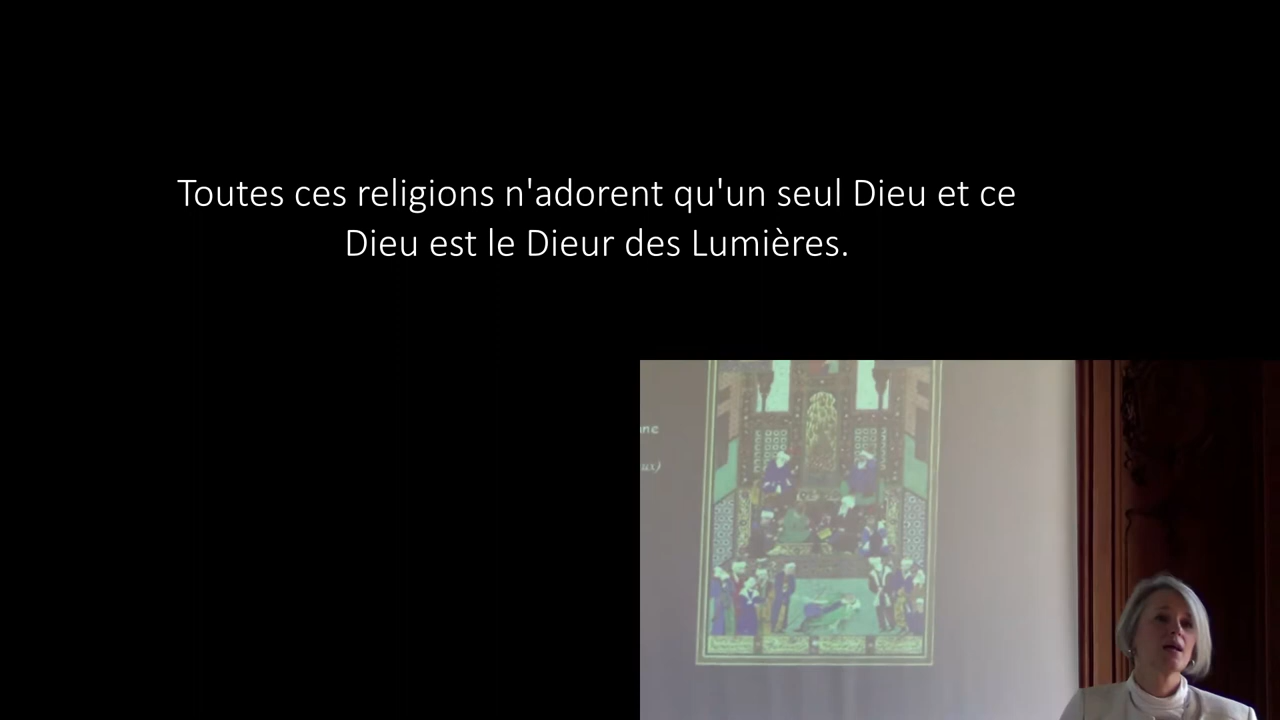 Toutes ces religions n'adorent qu'un seul Dieu et ce
Dieu est le Dieur des Lumières.